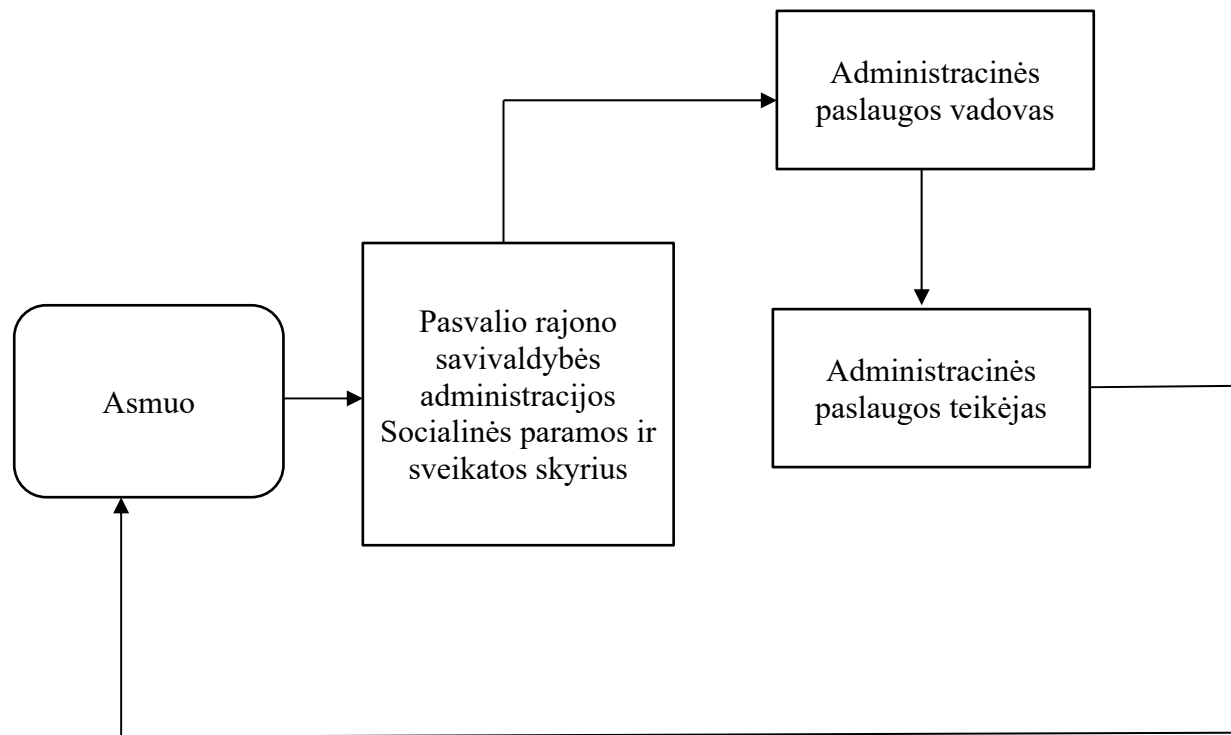 Administracinės
paslaugos vadovas
Asmuo
Pasvalio rajono
savivaldybės
administracijos
Socialinės paramos ir
sveikatos skyrius
Administracinės
paslaugos teikėjas